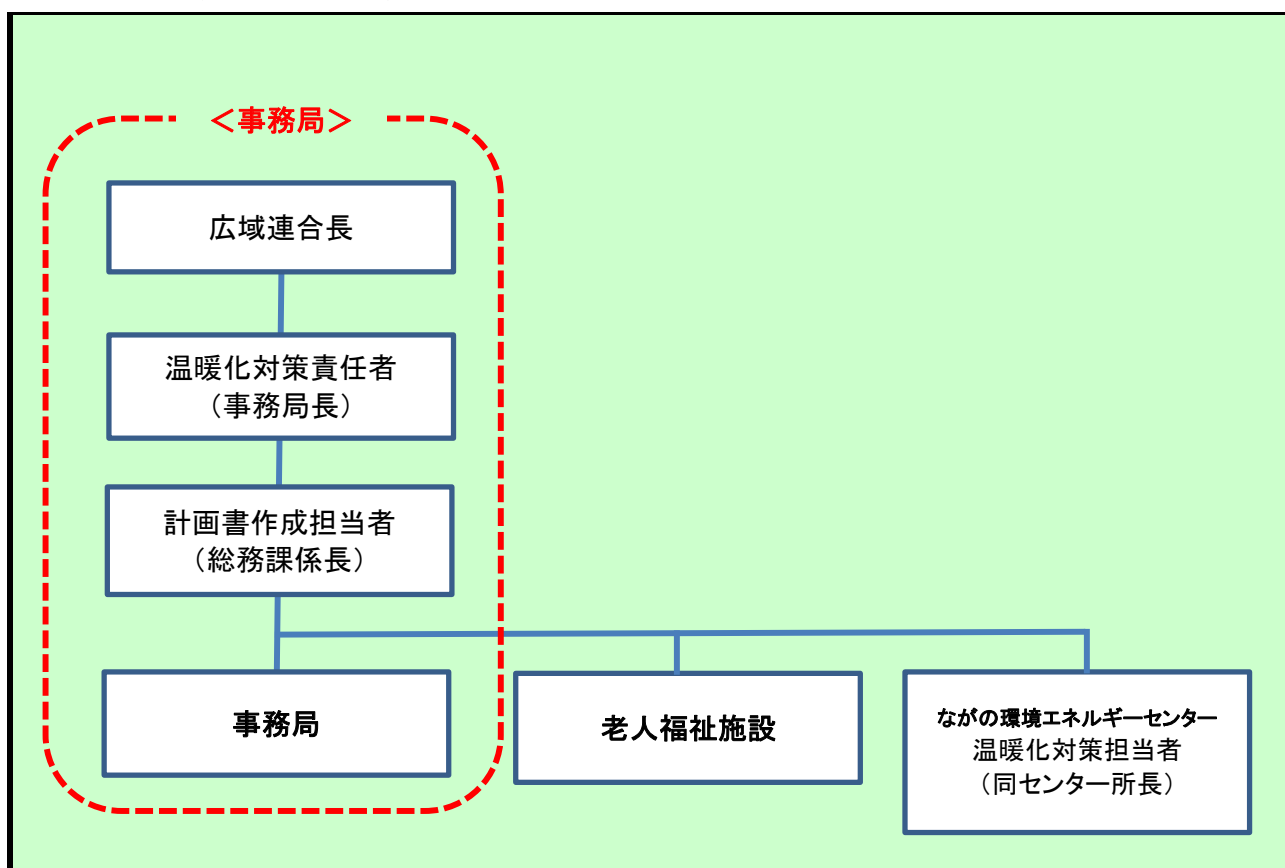 ＜事務局＞
広域連合長
温暖化対策責任者
（事務局長）
計画書作成担当者
（総務課係長）
事務局
老人福祉施設
ながの環境エネルギーセンター
温暖化対策担当者
（同センター所長）